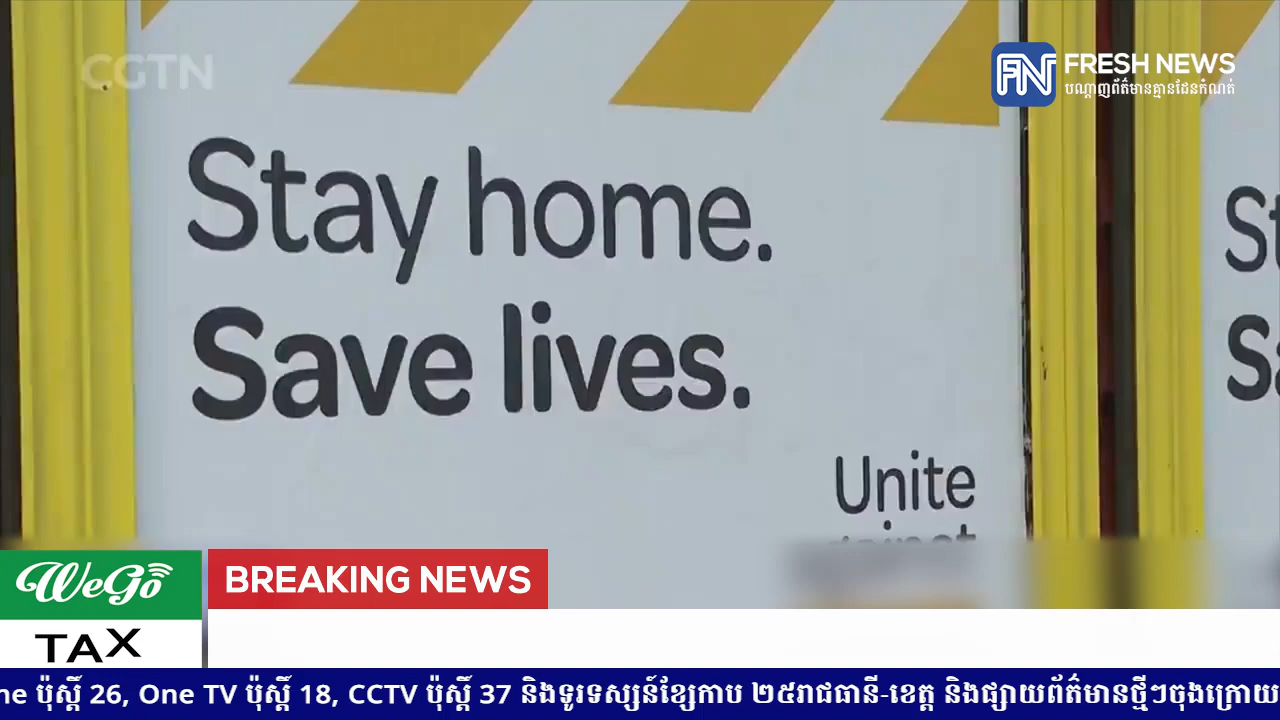 CGTN
FN
FRESH NEWS
បណ្ដាញព័ត៌មានគ្មានដែនកំណត់
Stay home.
Save lives.
Unite
St
Sa
WeGo
TAX
BREAKING NEWS
ne ប៉ុស្តិ៍ 26, One TV ប៉ុស្តិ៍ 18, CCTV ប៉ុស្តិ៍ 37 និងទូរទស្សន៍ខ្សែកាប ២៥រាជធានី-ខេត្ត និងផ្សាយព័ត៌មានថ្មីៗចុងក្រោយ